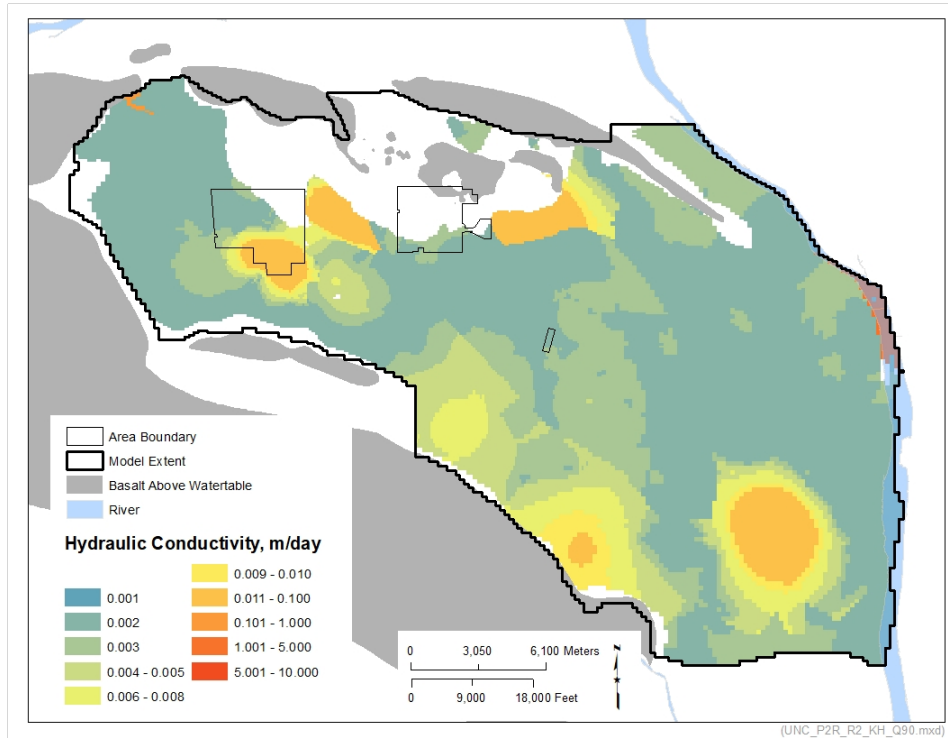 Area Boundary
Model Extent
Basalt Above Watertable
River
Hydraulic Conductivity, m/day
0.001
0.002
0.003
0.004 - 0.005
0.006 - 0.008
0.009 - 0.010
0.011 - 0.100
0.101 - 1.000
1.001 - 5.000
5.001 - 10.000
0 3,050 6,100 Meters
0 9,000 18,000 Feet
N
(UNC_P2R_R2_KH_Q90.mxd)